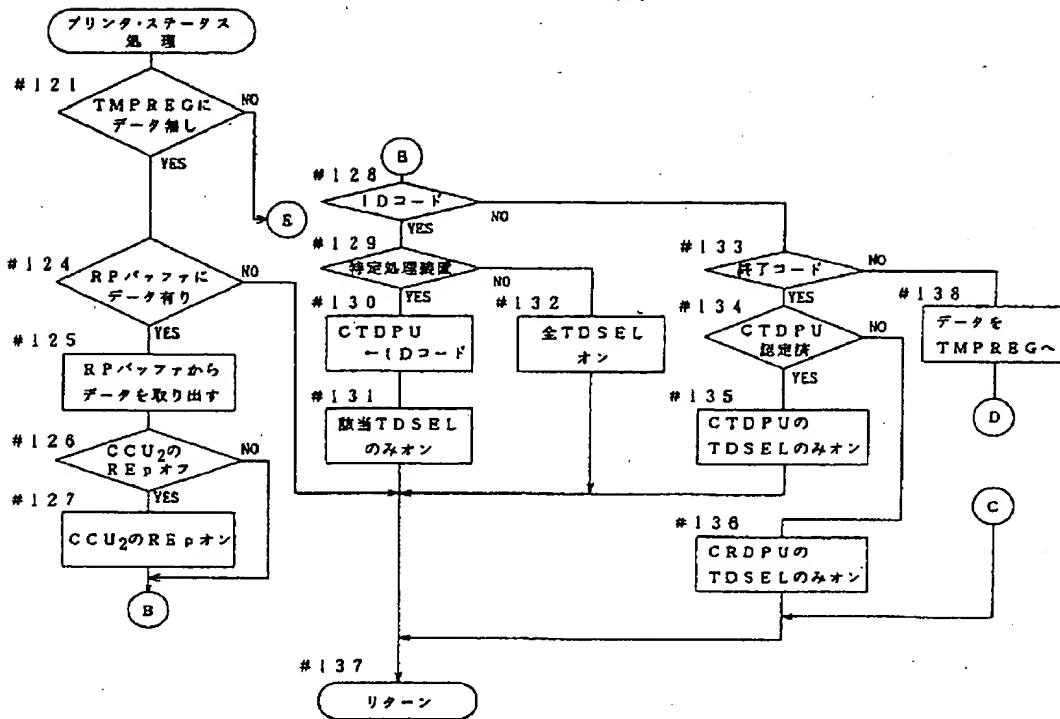 プリンタ・ステータス
処 理
#121
TMPREGに
データ無し
NO
YES
E
#124
RPバッファに
データ有り
NO
YES
#125
RPバッファから
データを取り出す
#126
CCU2の
REpオフ
NO
YES
#127
CCU2のREpオン
B
B
#128
IDコード
NO
YES
#129
特定処理装置
NO
YES
#130
CTDPU
←IDコード
#131
該当TDSEL
のみオン
#132
全TDSEL
オン
#133
終了コード
NO
YES
#134
CTDPU
認定済
NO
YES
#135
CTDPUの
TDSELのみオン
#136
CRDPUの
TDSELのみオン
#138
データを
TMPREGへ
D
C
#137
リターン